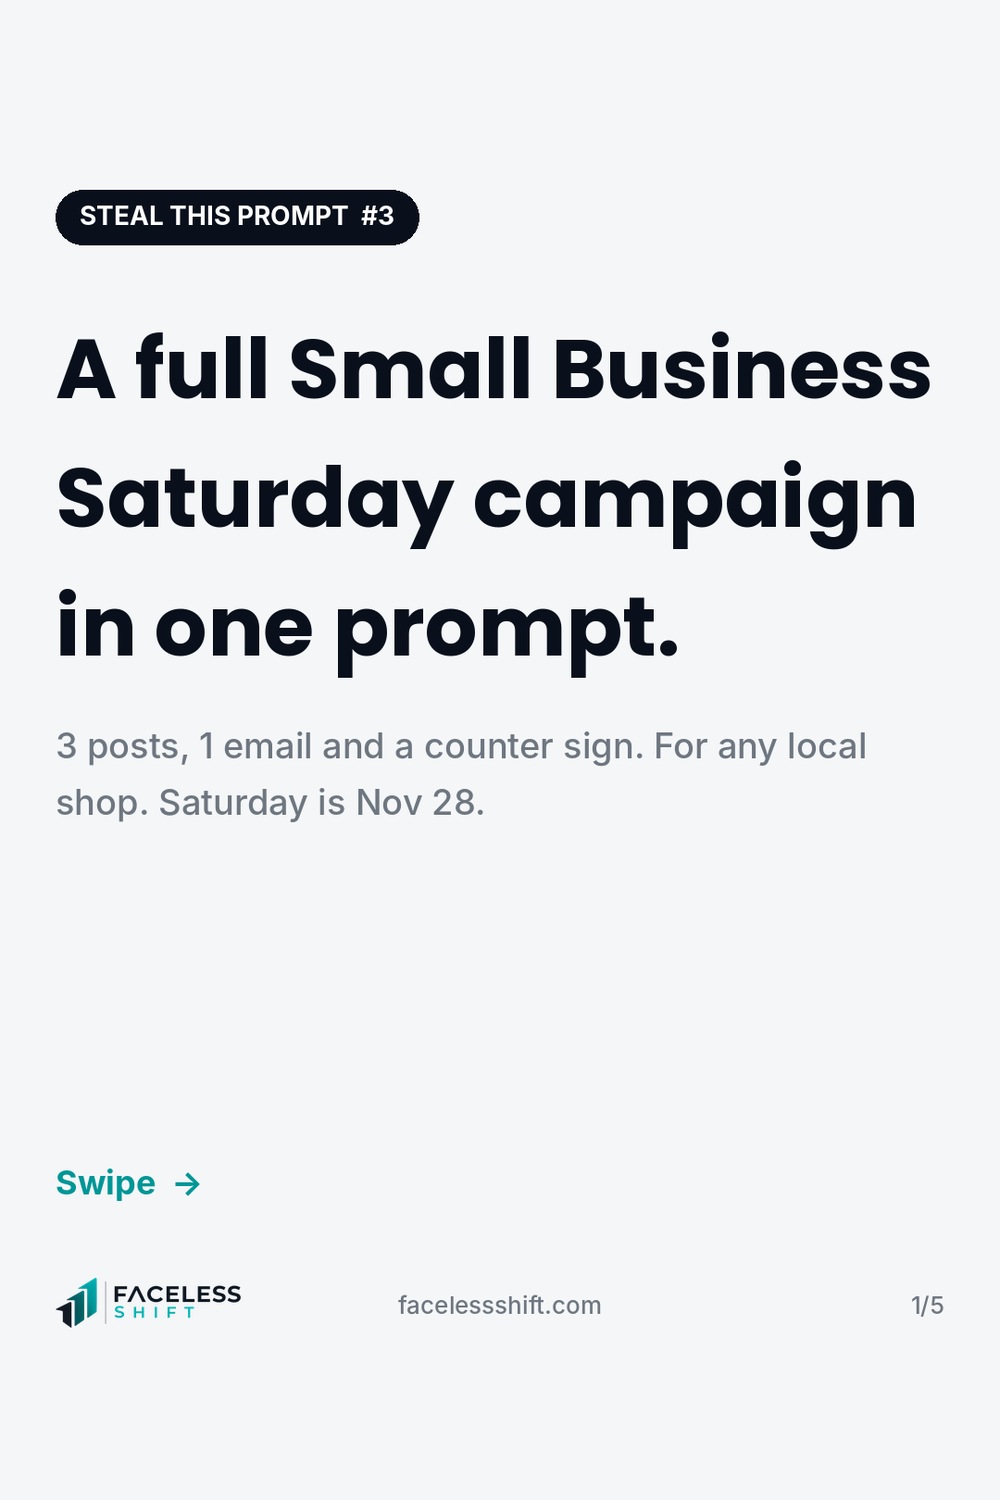 STEAL THIS PROMPT #3
A full Small Business
Saturday campaign
in one prompt.
3 posts, 1 email and a counter sign. For any local
shop. Saturday is Nov 28.
Swipe →
FACELESS
SHIFT
facelessshift.com
1/5